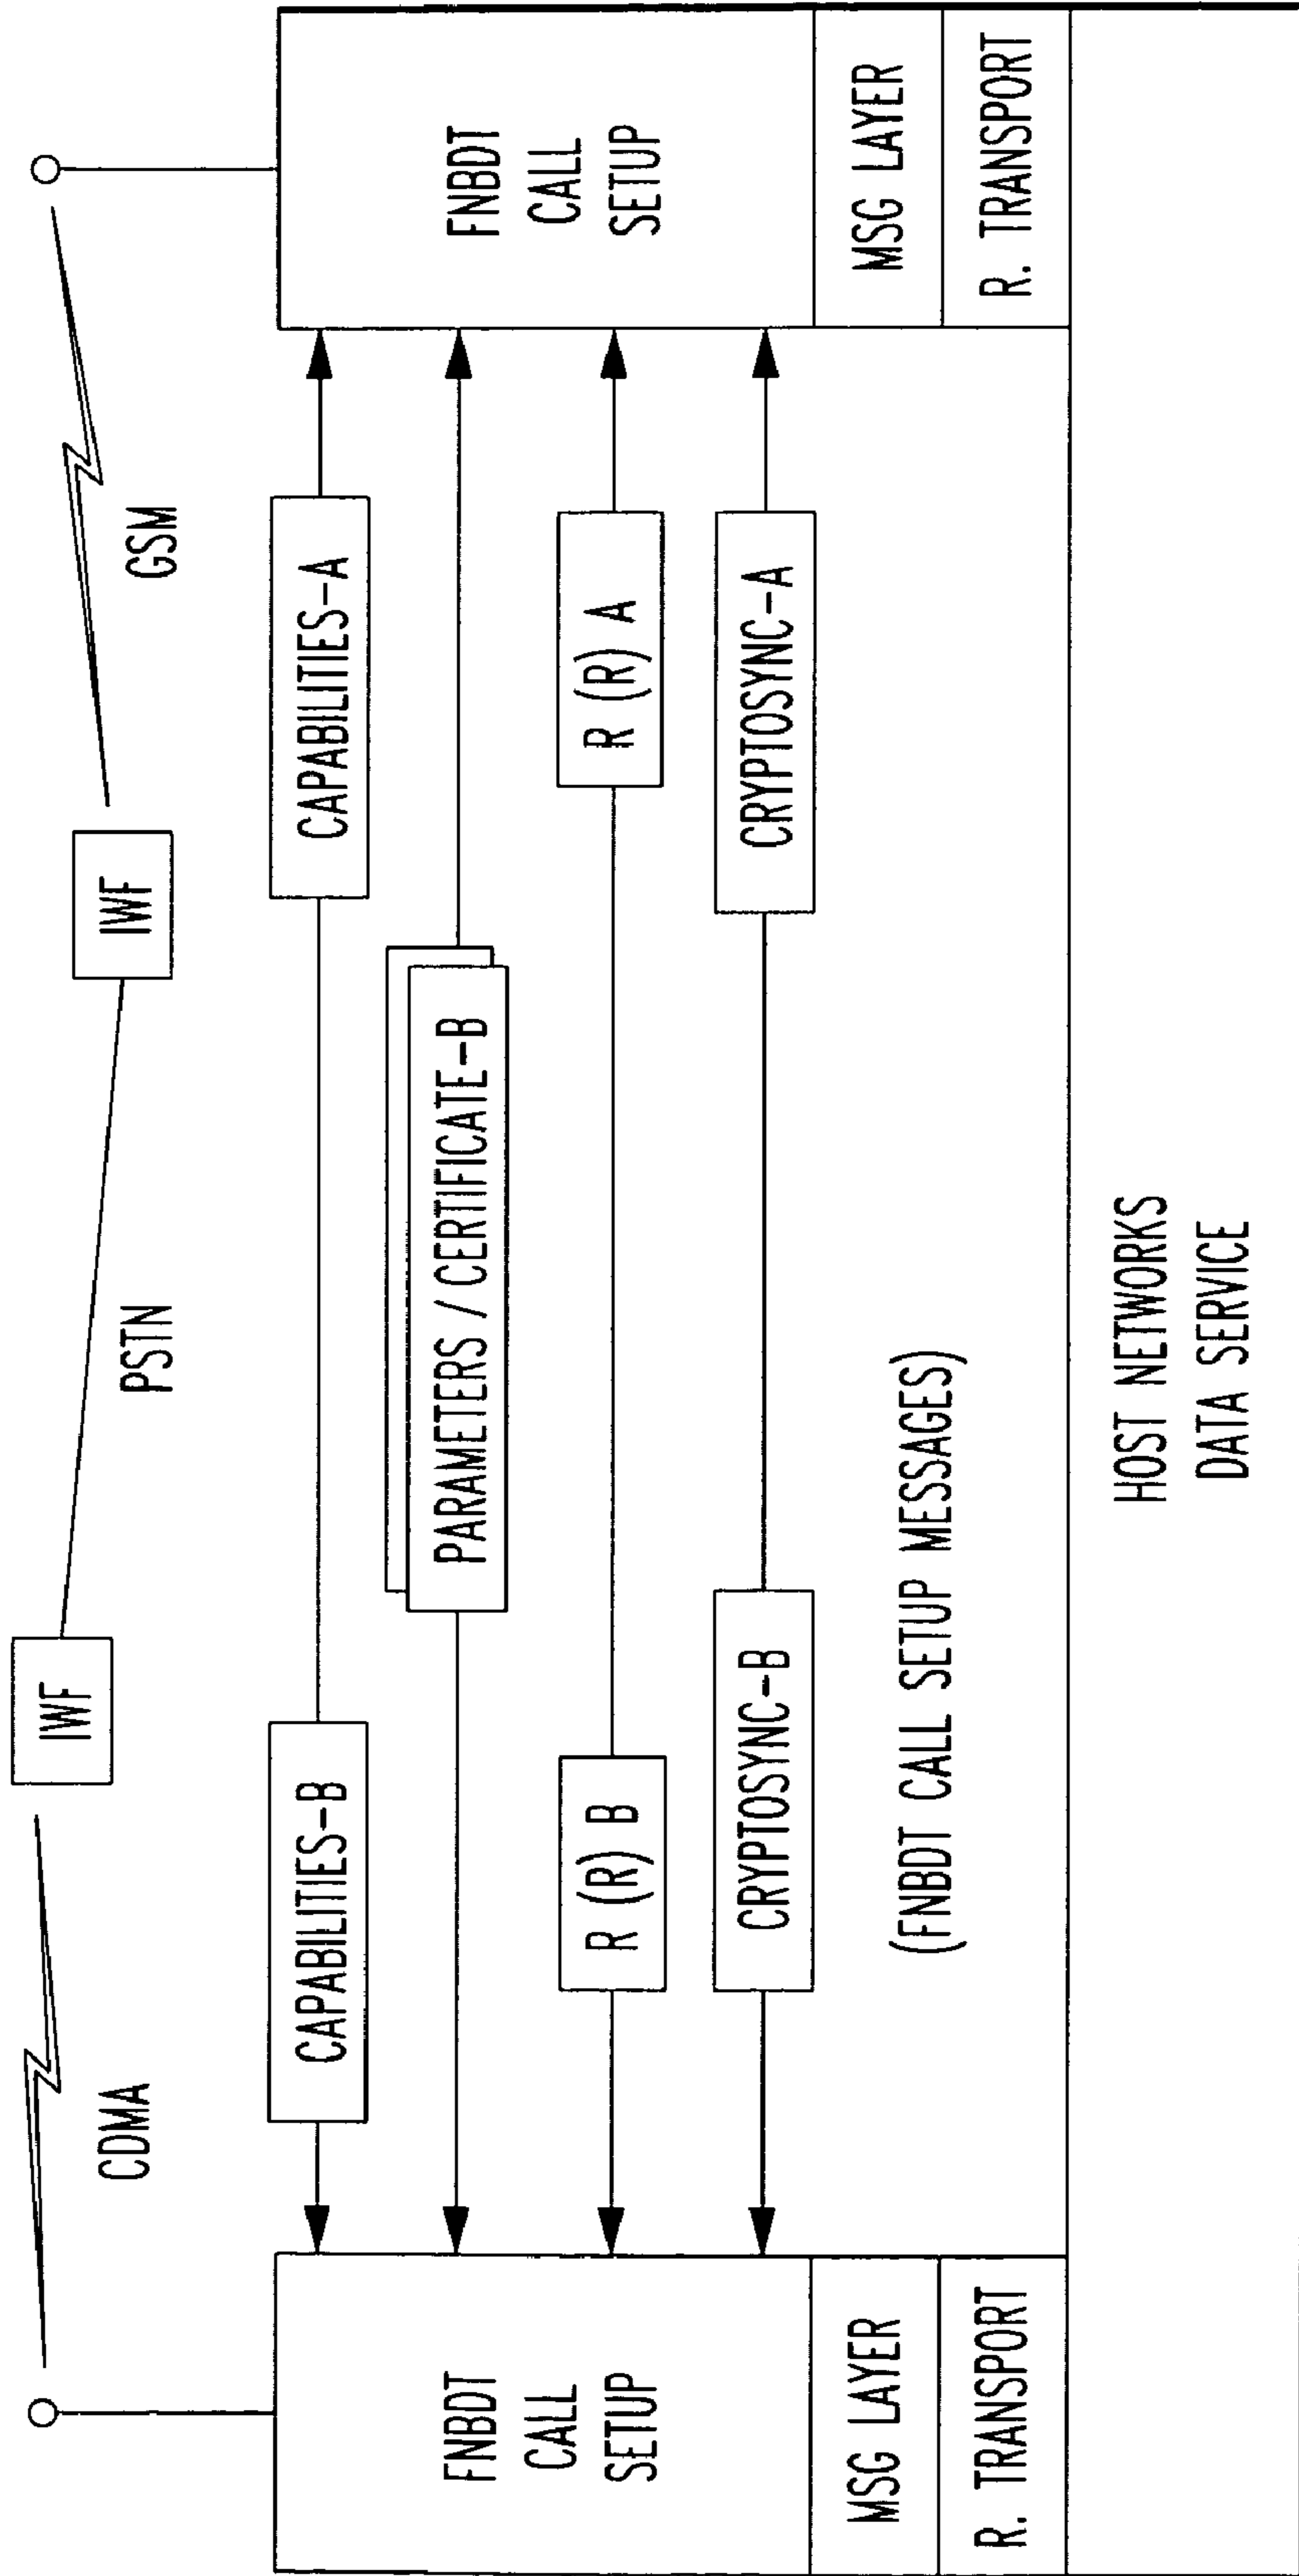 CDMA
IWF
PSTN
IWF
GSM
FNBDT
CALL
SETUP
MSG LAYER
R. TRANSPORT
CAPABILITIES-B
CAPABILITIES-A
PARAMETERS / CERTIFICATE-B
R (R) B
R (R) A
CRYPTOSYNC-B
CRYPTOSYNC-A
(FNBDT CALL SETUP MESSAGES)
FNBDT
CALL
SETUP
MSG LAYER
R. TRANSPORT
HOST NETWORKS
DATA SERVICE